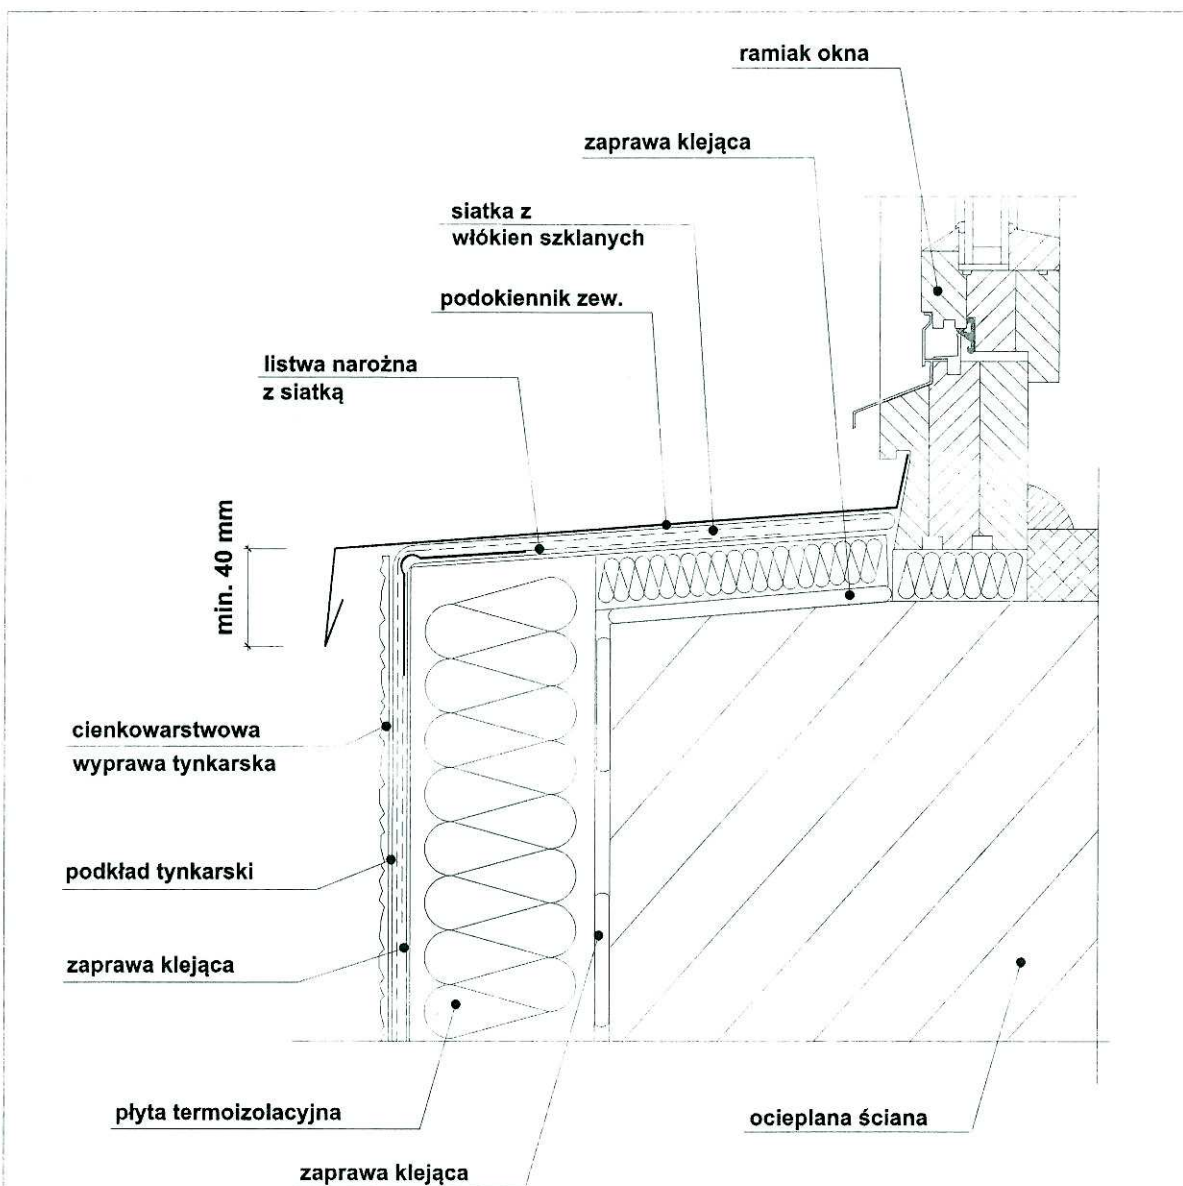 ramiak okna
zaprawa klejąca
siatka z
włókien szklanych
podokiennik zew.
listwa narożna
z siatką
min. 40 mm
cienkowarstwowa
wyprawa tynkarska
podkład tynkarski
zaprawa klejąca
płyta termoizolacyjna
ocieplana ściana
zaprawa klejąca